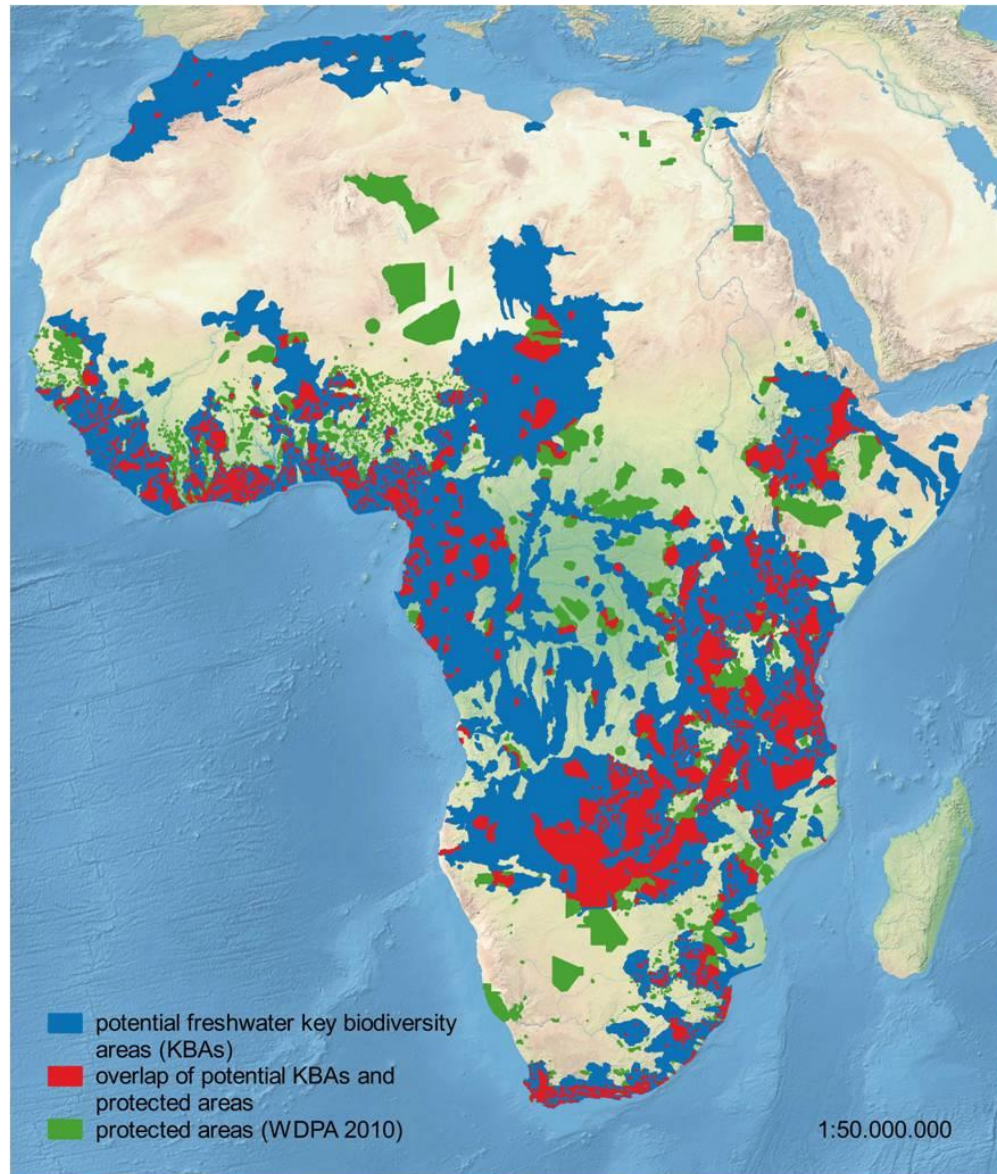 potential freshwater key biodiversity
areas (KBAs)
overlap of potential KBAs and
protected areas
protected areas (WDPA 2010)
1:50.000.000